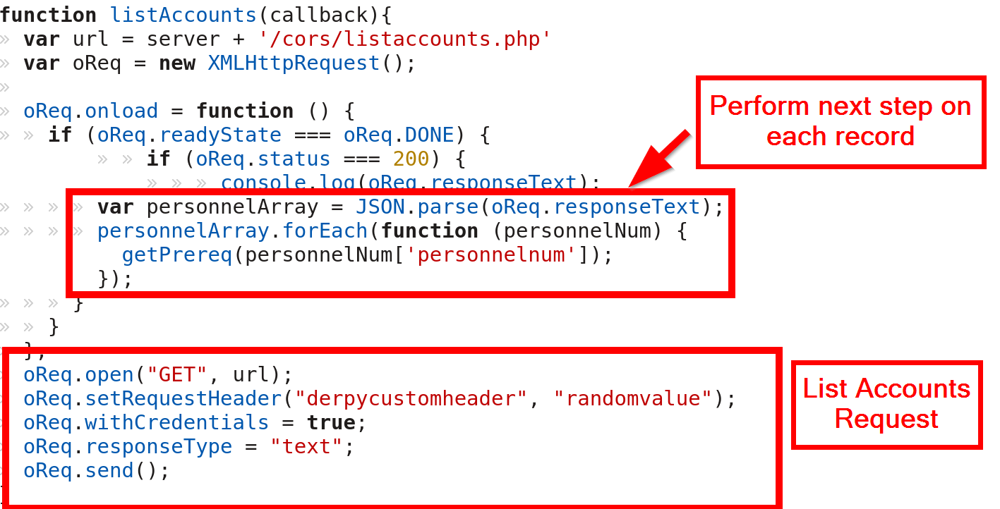 function listAccounts(callback){
» var url = server + '/cors/listaccounts.php'
» var oReq = new XMLHttpRequest();
»
» oReq.onload = function () {
» » if (oReq.readyState === oReq.DONE) {
» » if (oReq.status === 200) {
» » » console.log(oReq.responseText);
» » » » var personnelArray = JSON.parse(oReq.responseText);
» » » » personnelArray.forEach(function (personnelNum) {
getPrereq(personnelNum['personnelnum']);
});
» » » }
» » }
};
oReq.open("GET", url);
oReq.setRequestHeader("derpycustomheader", "randomvalue");
oReq.withCredentials = true;
oReq.responseType = "text";
oReq.send();
Perform next step on
each record
List Accounts
Request